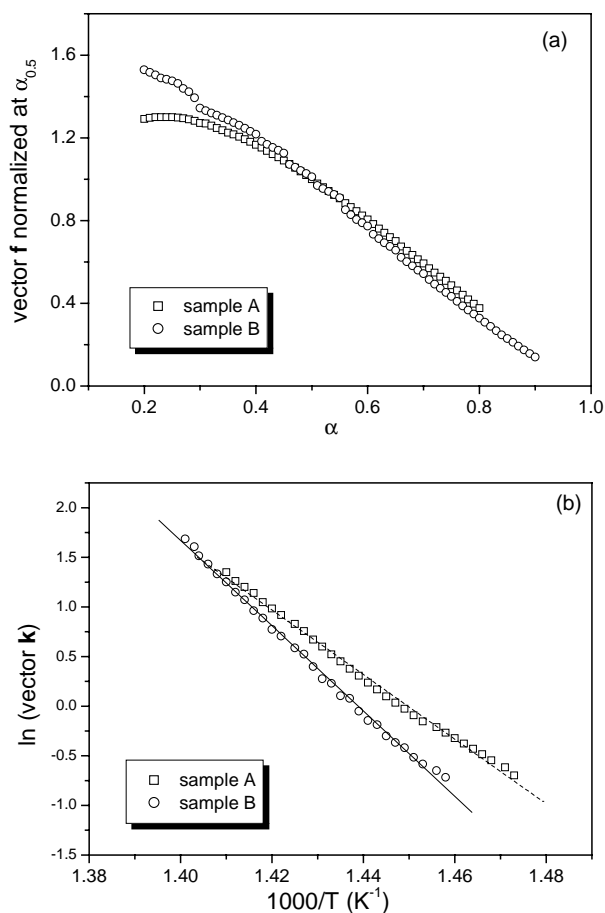 (a)
vector f normalized at α0.5
1.6
1.2
0.8
0.4
0.0
sample A
sample B
0.2
0.4
0.6
0.8
1.0
α
(b)
ln (vector k)
2.0
1.5
1.0
0.5
0.0
-0.5
-1.0
-1.5
sample A
sample B
1.38
1.40
1.42
1.44
1.46
1.48
1000/T (K-1)